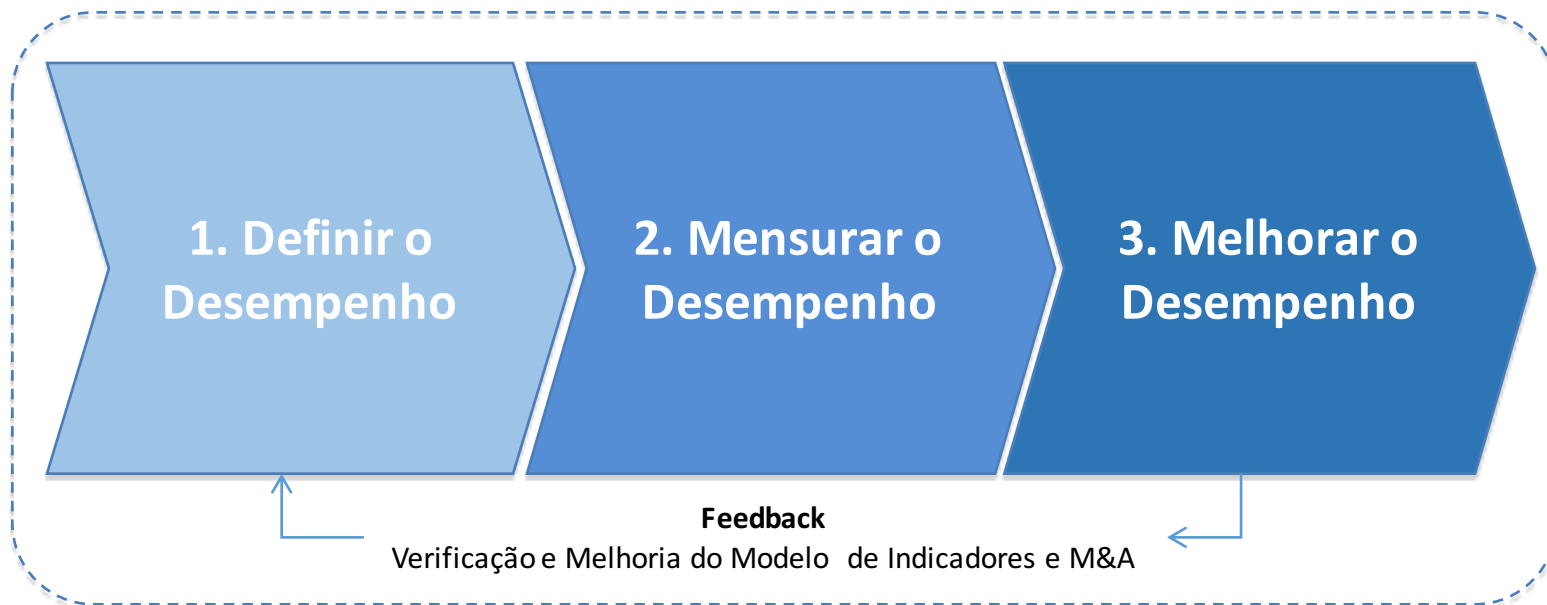 1. Definir o
Desempenho
2. Mensurar o
Desempenho
3. Melhorar o
Desempenho
Feedback
Verificação e Melhoria do Modelo de Indicadores e M&A